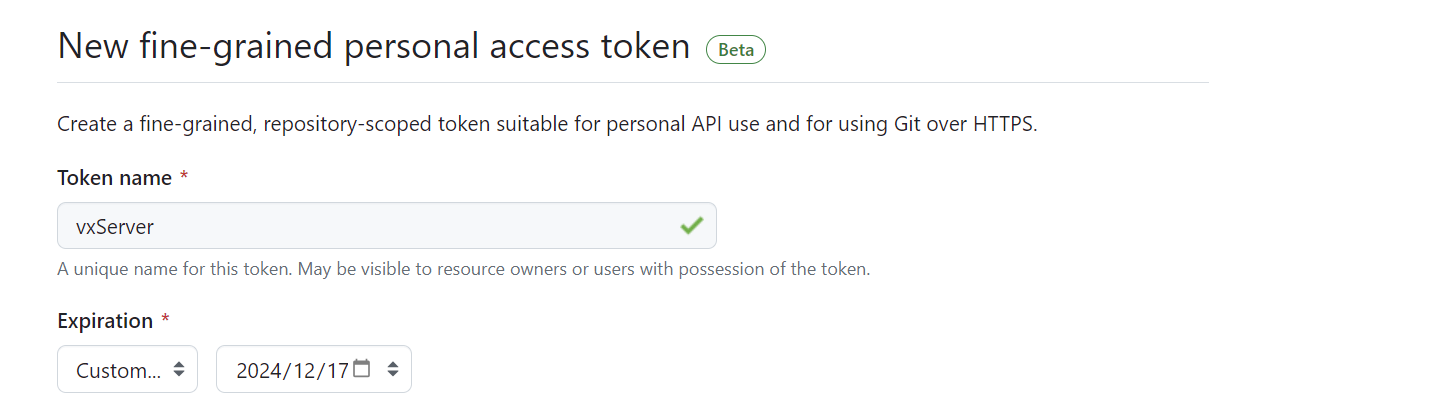 New fine-grained personal access token Beta
Create a fine-grained, repository-scoped token suitable for personal API use and for using Git over HTTPS.
Token name *
vxServer
A unique name for this token. May be visible to resource owners or users with possession of the token.
Expiration *
Custom... 2024/12/17